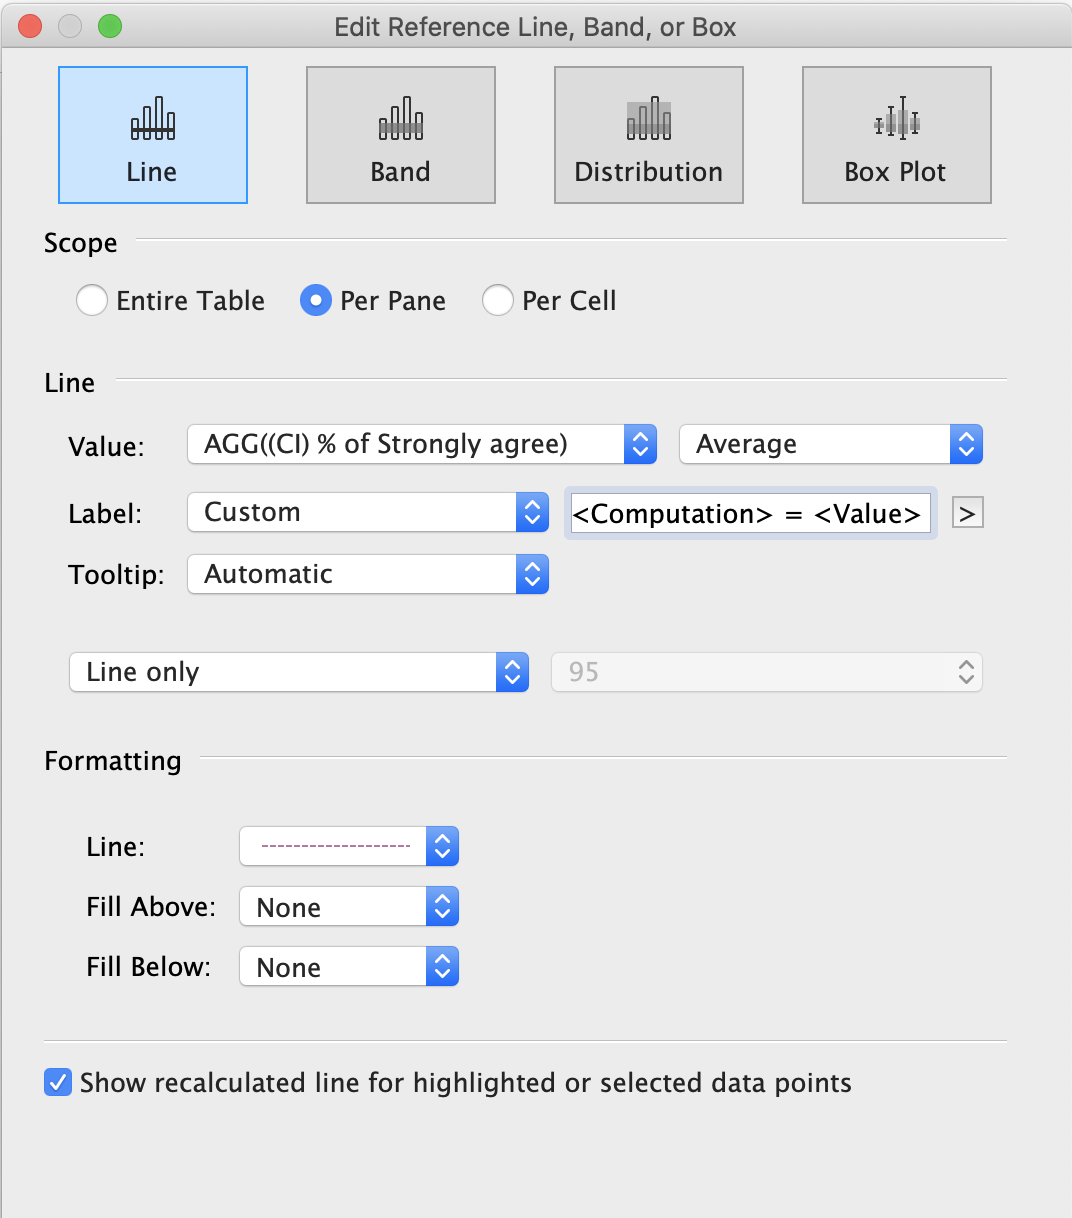 Edit Reference Line, Band, or Box
Line Band Distribution Box Plot
Scope
Entire Table Per Pane Per Cell
Line
Value: AGG((CI) % of Strongly agree) Average
Label: Custom <Computation> = <Value> >
Tooltip: Automatic
Line only 95
Formatting
Line:
Fill Above: None
Fill Below: None
Show recalculated line for highlighted or selected data points